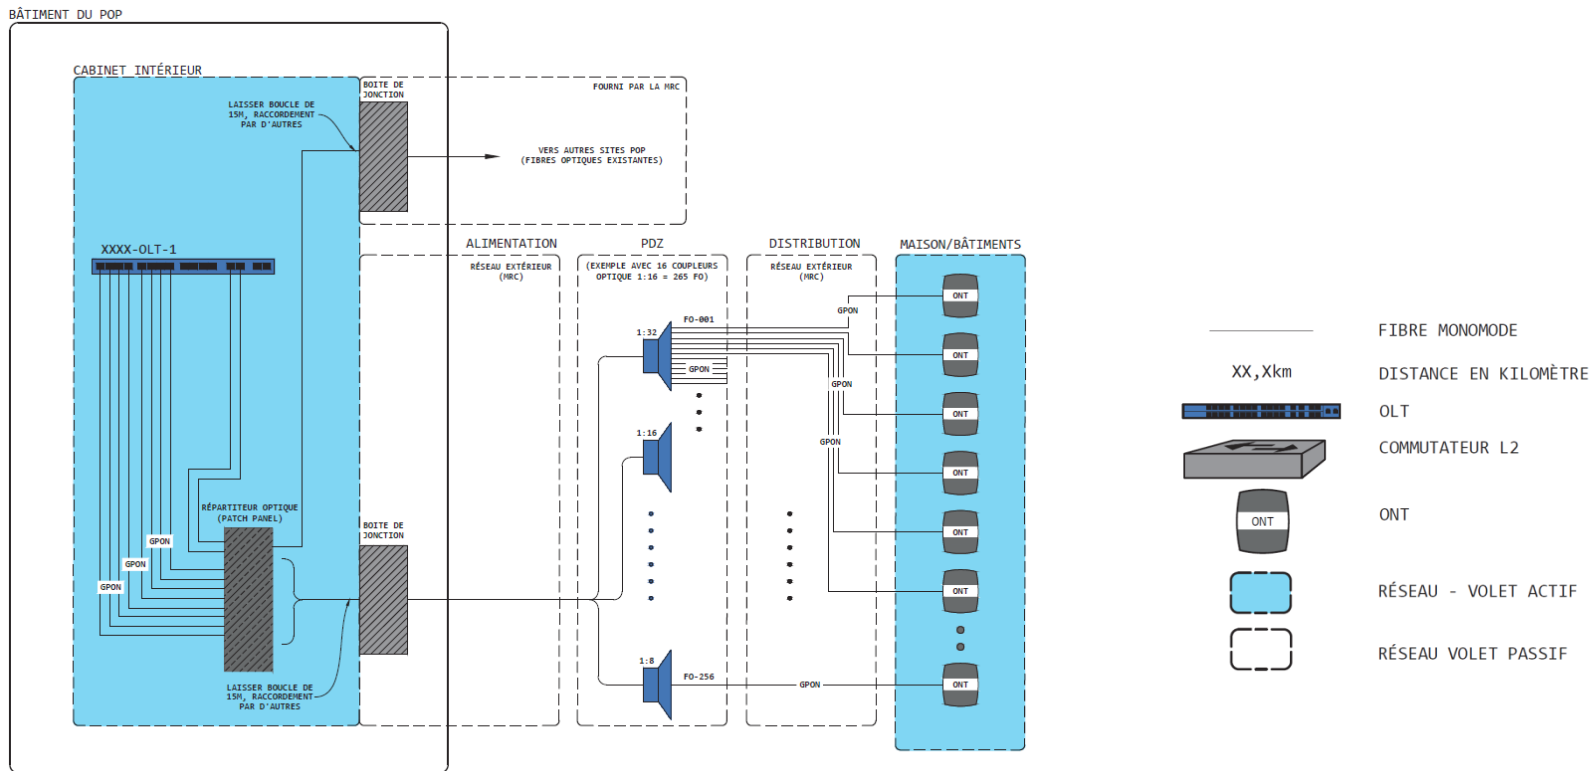 BÂTIMENT DU POP
CABINET INTÉRIEUR
LAISSER BOUCLE DE
15M, RACCORDEMENT
PAR D'AUTRES
BOITE DE
JONCTION
FOURNI PAR LA MRC
VERS AUTRES SITES POP
(FIBRES OPTIQUES EXISTANTES)
XXXX-OLT-1
ALIMENTATION
RÉSEAU EXTÉRIEUR
(MRC)
PDZ
(EXEMPLE AVEC 16 COUPLEURS
OPTIQUE 1:16 = 265 FO)
DISTRIBUTION
RÉSEAU EXTÉRIEUR
(MRC)
MAISON/BÂTIMENTS
FO-001
1:32
GPON
GPON
GPON
GPON
1:16
1:8
FO-256
GPON
ONT
ONT
ONT
ONT
ONT
ONT
ONT
RÉPARTITEUR OPTIQUE
(PATCH PANEL)
GPON
GPON
GPON
BOITE DE
JONCTION
LAISSER BOUCLE DE
15M, RACCORDEMENT
PAR D'AUTRES
FIBRE MONOMODE
XX,Xkm
DISTANCE EN KILOMÈTRE
OLT
COMMUTATEUR L2
ONT
ONT
RÉSEAU - VOLET ACTIF
RÉSEAU VOLET PASSIF